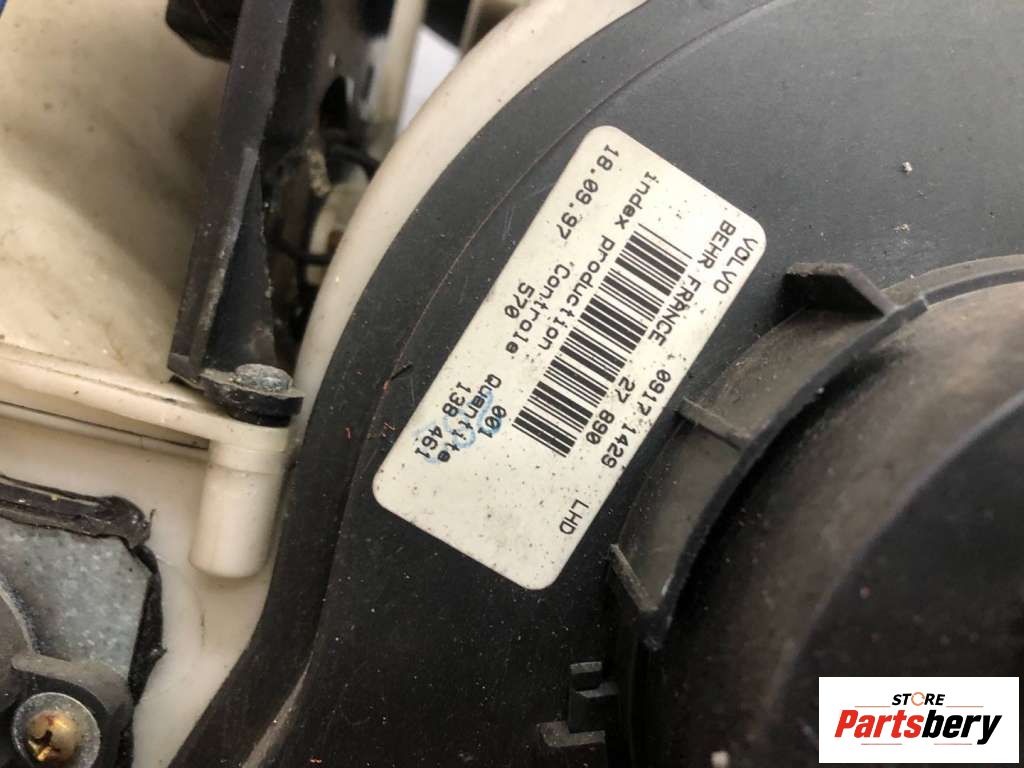 VOLVO
BEHR FRANCE 0917 1429 LHD
27 890
index production Quantite
18.09.97 Controle 001
570 138 461
STORE
Partsbery